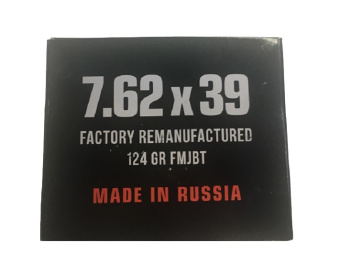 7.62 x 39
FACTORY REMANUFACTURED
124 GR FMJBT
MADE IN RUSSIA